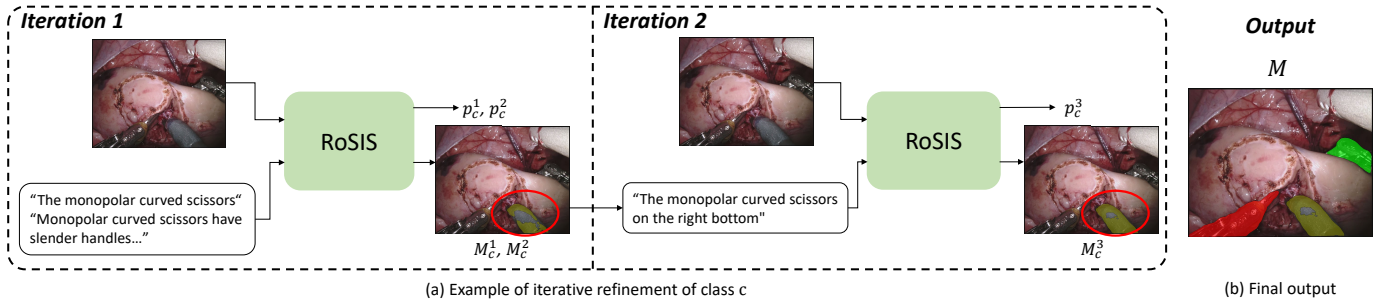 Iteration 1
RoSIS
“The monopolar curved scissors“
“Monopolar curved scissors have
slender handles…”
$p_c^1, p_c^2$
$M_c^1, M_c^2$
Iteration 2
“The monopolar curved scissors
on the right bottom"
RoSIS
$p_c^3$
$M_c^3$
(a) Example of iterative refinement of class c
Output
$M$
(b) Final output